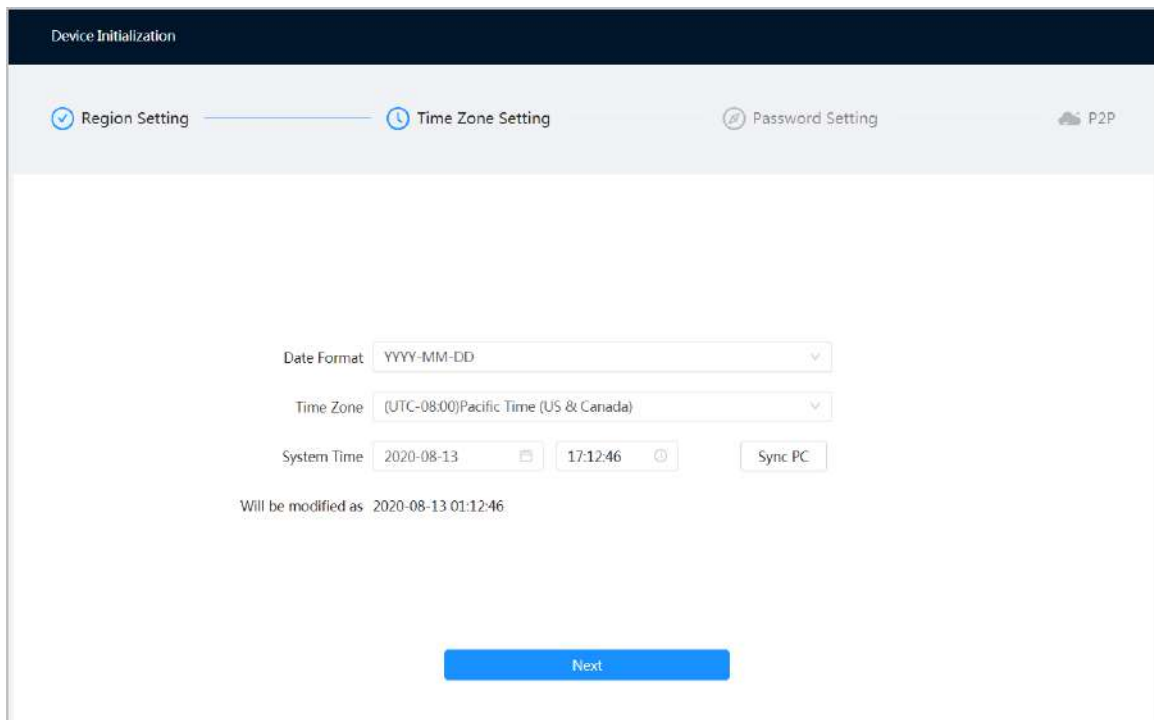 Device Initialization
Region Setting
Time Zone Setting
Password Setting
P2P
Date Format YYYY-MM-DD
Time Zone (UTC-08:00)Pacific Time (US & Canada)
System Time 2020-08-13 17:12:46 Sync PC
Will be modified as 2020-08-13 01:12:46
Next